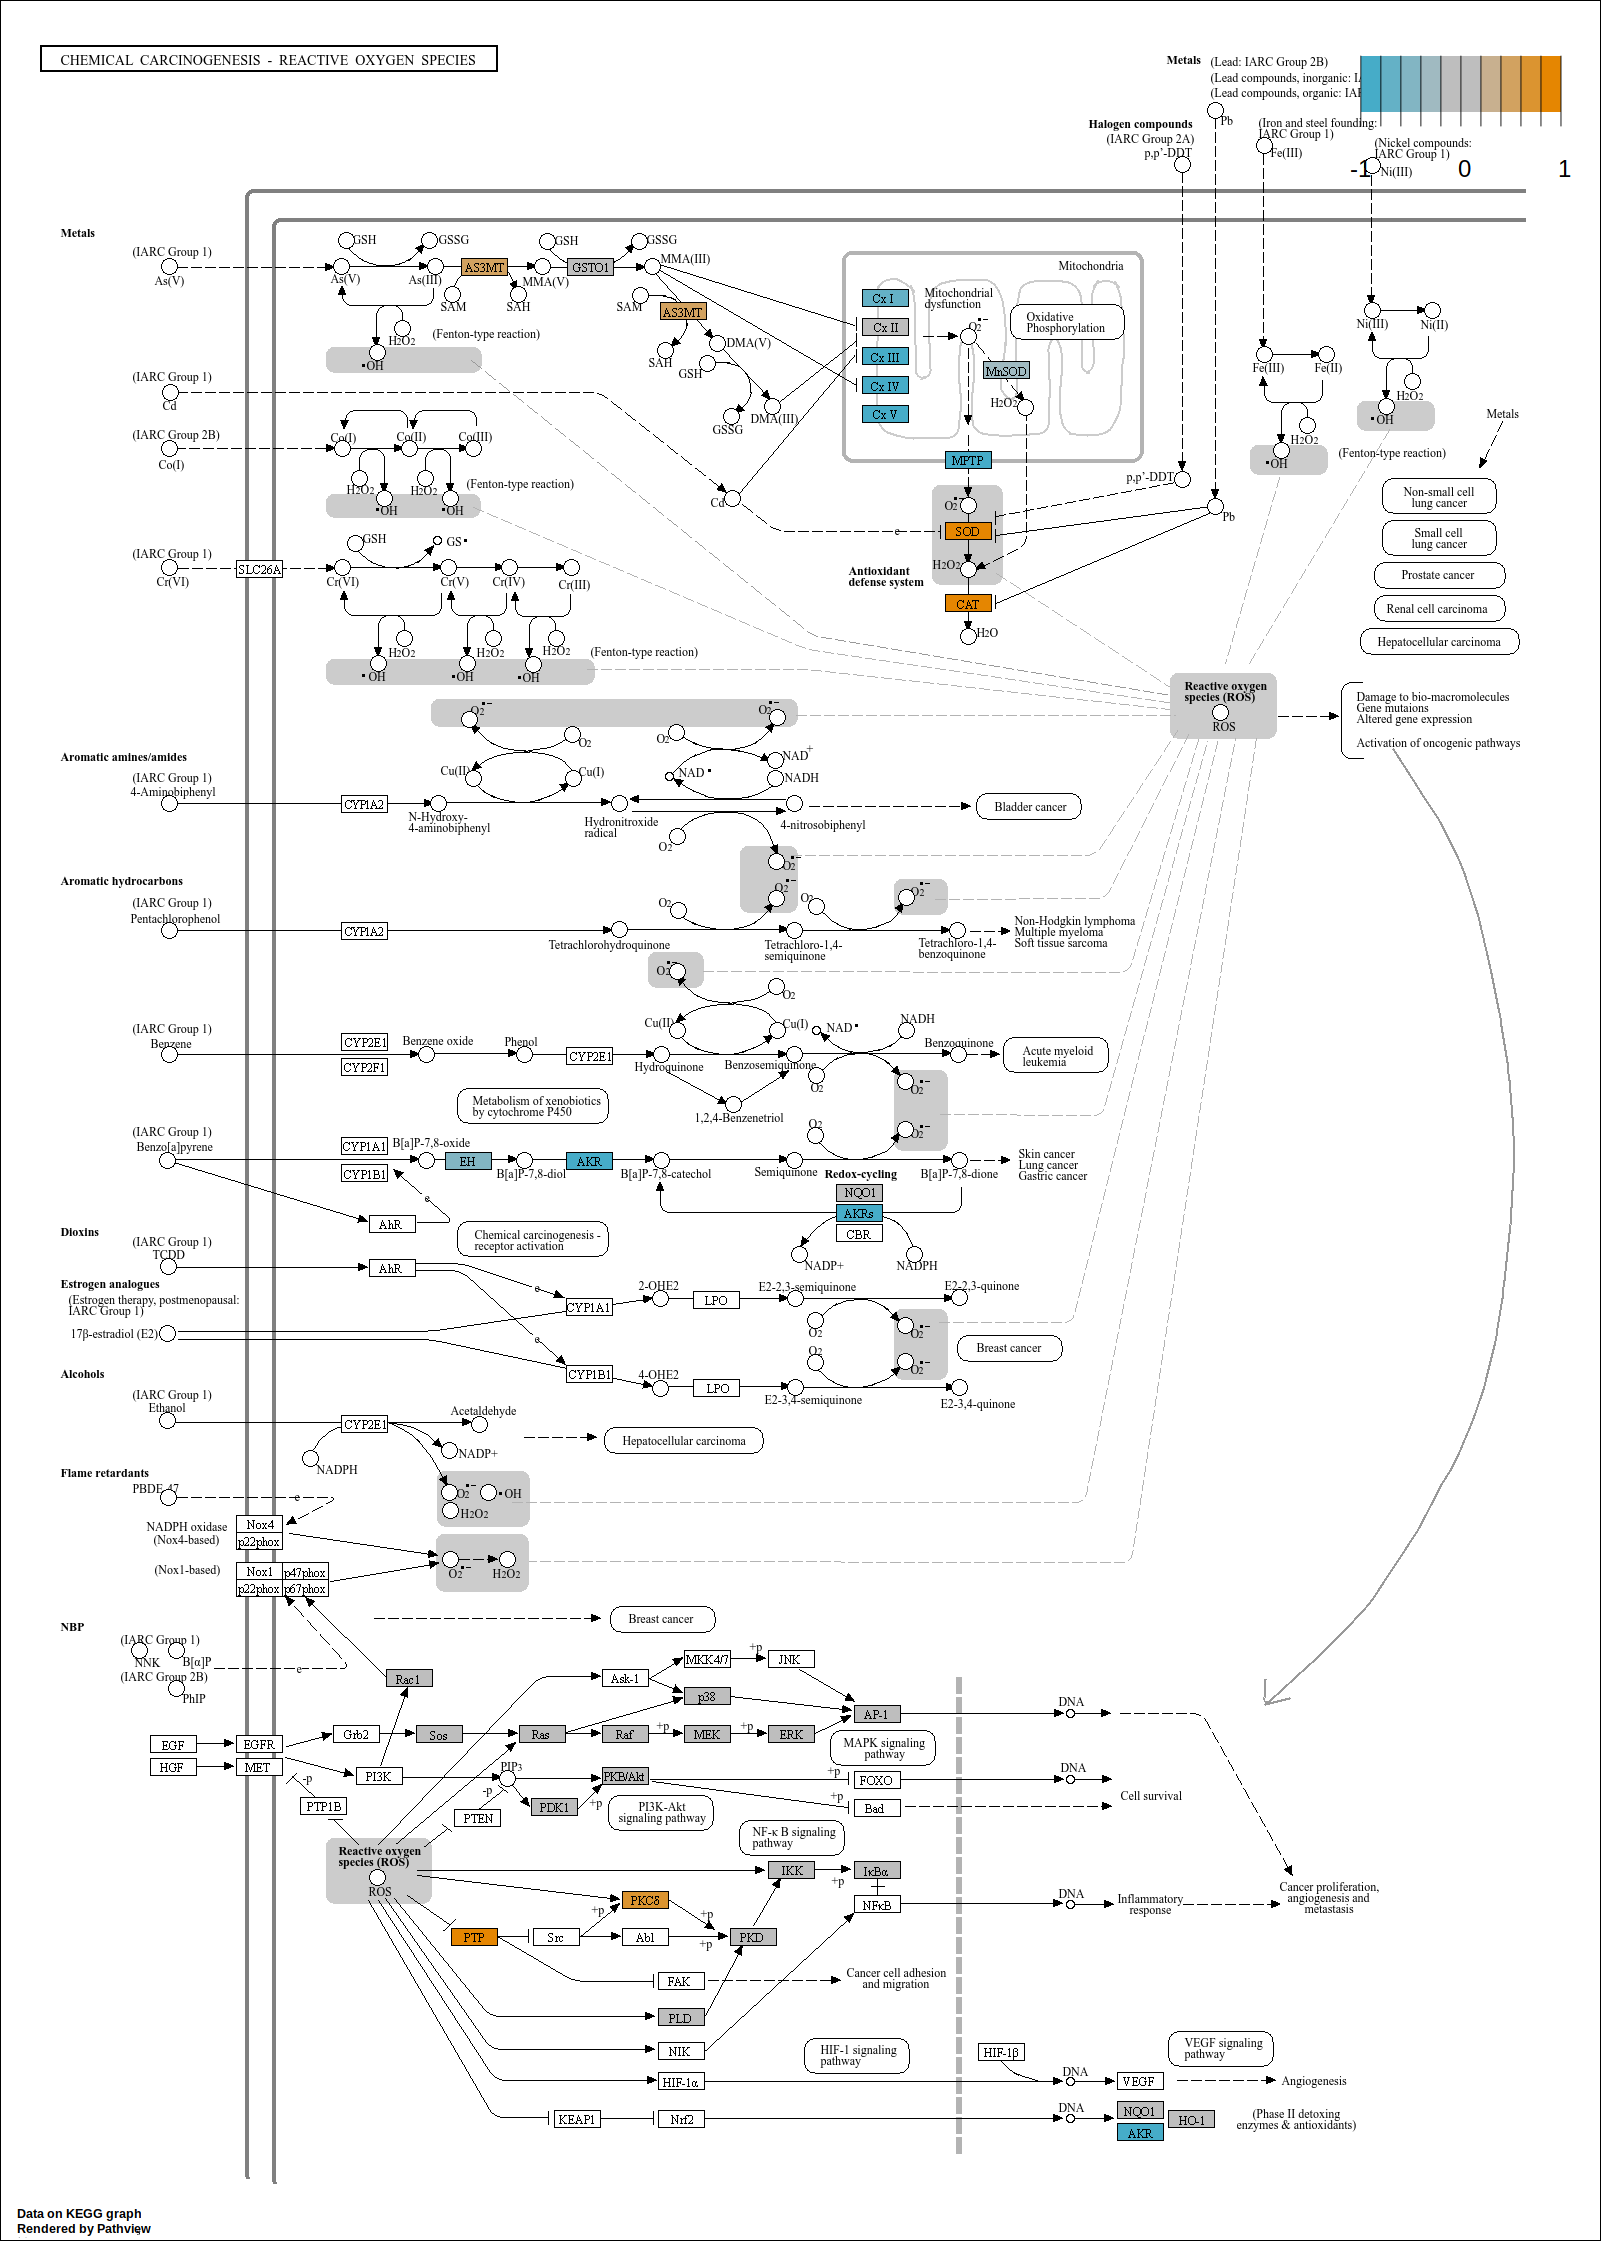 CHEMICAL CARCINOGENESIS - REACTIVE OXYGEN SPECIES
Metals
(Lead: IARC Group 2B)
(Lead compounds, inorganic: IA
(Lead compounds, organic: IAR
Pb
Halogen compounds
(IARC Group 2A)
p,p'-DDT
(Iron and steel founding:
IARC Group 1)
Fe(III)
(Nickel compounds:
IARC Group 1)
Ni(III)
-1
0
1
Metals
(IARC Group 1)
As(V)
GSH
GSSG
As(V)
As(III)
AS3MT
SAM
SAH
MMA(V)
GSH
GSTO1
GSSG
MMA(III)
SAM
AS3MT
SAH
DMA(V)
GSH
GSSG
DMA(III)
H2O2
(Fenton-type reaction)
•OH
Mitochondria
Cx I
Cx II
Cx III
Cx IV
Cx V
Mitochondrial
dysfunction
O2•−
Oxidative
Phosphorylation
MnSOD
H2O2
MPTP
Ni(III)
Ni(II)
H2O2
•OH
Fe(III)
Fe(II)
H2O2
•OH
(Fenton-type reaction)
Metals
(IARC Group 1)
Cd
(IARC Group 2B)
Co(I)
Co(I)
Co(II)
Co(III)
H2O2
H2O2
(Fenton-type reaction)
•OH
•OH
Cd
e
p,p'-DDT
Pb
O2•−
SOD
H2O2
Antioxidant
defense system
CAT
H2O
Non-small cell
lung cancer
Small cell
lung cancer
Prostate cancer
Renal cell carcinoma
Hepatocellular carcinoma
(IARC Group 1)
Cr(VI)
SLC26A
GSH
GS•
Cr(VI)
Cr(V)
Cr(IV)
Cr(III)
H2O2
H2O2
H2O2
(Fenton-type reaction)
•OH
•OH
•OH
Reactive oxygen
species (ROS)
ROS
Damage to bio-macromolecules
Gene mutaions
Altered gene expression
Activation of oncogenic pathways
Aromatic amines/amides
(IARC Group 1)
4-Aminobiphenyl
CYP1A2
O2•−
O2
Cu(II)
Cu(I)
N-Hydroxy-
4-aminobiphenyl
O2
O2•−
NAD+
NAD•
NADH
Hydronitroxide
radical
4-nitrosobiphenyl
O2
O2•−
Bladder cancer
Aromatic hydrocarbons
(IARC Group 1)
Pentachlorophenol
CYP1A2
Tetrachlorohydroquinone
O2
O2•−
Tetrachloro-1,4-
semiquinone
O2
O2•−
Tetrachloro-1,4-
benzoquinone
Non-Hodgkin lymphoma
Multiple myeloma
Soft tissue sarcoma
(IARC Group 1)
Benzene
CYP2E1
CYP2F1
Benzene oxide
Phenol
CYP2E1
O2•−
O2
Cu(II)
Cu(I)
Hydroquinone
Benzosemiquinone
1,2,4-Benzenetriol
NAD•
NADH
O2
O2•−
Benzoquinone
Acute myeloid
leukemia
Metabolism of xenobiotics
by cytochrome P450
(IARC Group 1)
Benzo[a]pyrene
CYP1A1
CYP1B1
B[a]P-7,8-oxide
EH
B[a]P-7,8-diol
AKR
B[a]P-7,8-catechol
O2
O2•−
Semiquinone
B[a]P-7,8-dione
Skin cancer
Lung cancer
Gastric cancer
Redox-cycling
NQO1
AKRs
CBR
NADP+
NADPH
e
AhR
Chemical carcinogenesis -
receptor activation
Dioxins
(IARC Group 1)
TCDD
AhR
Estrogen analogues
(Estrogen therapy, postmenopausal:
IARC Group 1)
17β-estradiol (E2)
e
e
CYP1A1
CYP1B1
2-OHE2
LPO
E2-2,3-semiquinone
E2-2,3-quinone
O2
O2•−
O2
O2•−
4-OHE2
LPO
E2-3,4-semiquinone
E2-3,4-quinone
Breast cancer
Alcohols
(IARC Group 1)
Ethanol
CYP2E1
Acetaldehyde
NADP+
NADPH
Hepatocellular carcinoma
O2•−
•OH
H2O2
Flame retardants
PBDE-47
e
NADPH oxidase
(Nox4-based)
Nox4
p22phox
(Nox1-based)
Nox1
p47phox
p22phox
p67phox
O2•−
H2O2
Breast cancer
NBP
(IARC Group 1)
NNK
B[α]P
(IARC Group 2B)
PhIP
e
Rac1
Ask-1
MKK4/7
+p
JNK
p38
AP-1
DNA
EGF
EGFR
Grb2
Sos
Ras
Raf
+p
MEK
+p
ERK
MAPK signaling
pathway
HGF
MET
PI3K
PIP3
PKB/Akt
+p
FOXO
DNA
-p
PTP1B
-p
PTEN
PDK1
+p
PI3K-Akt
signaling pathway
+p
Bad
Cell survival
NF-κ B signaling
pathway
Reactive oxygen
species (ROS)
ROS
IKK
+p
IκBα
NFκB
DNA
Inflammatory
response
Cancer proliferation,
angiogenesis and
metastasis
PKCδ
+p
+p
PTP
Src
Abl
+p
PKD
FAK
Cancer cell adhesion
and migration
PLD
NIK
HIF-1 signaling
pathway
HIF-1β
VEGF signaling
pathway
HIF-1α
DNA
VEGF
Angiogenesis
KEAP1
Nrf2
DNA
NQO1
HO-1
AKR
(Phase II detoxing
enzymes & antioxidants)
Data on KEGG graph
Rendered by Pathview